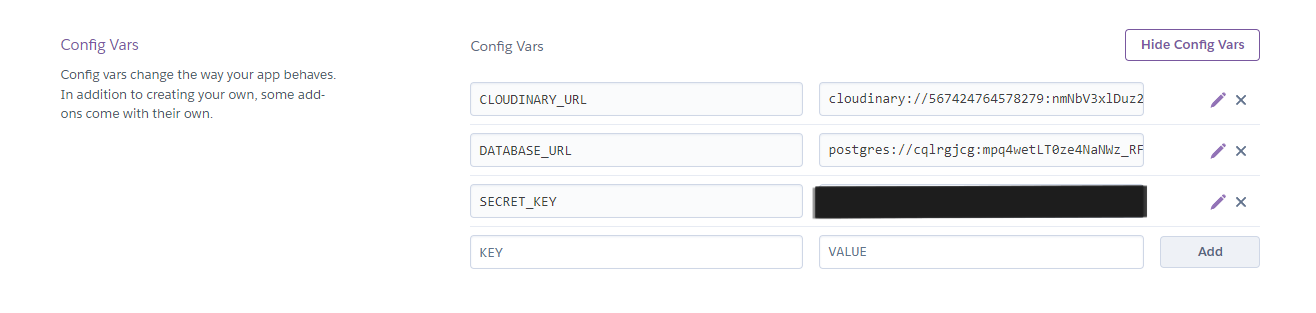 Config Vars
Config vars change the way your app behaves.
In addition to creating your own, some add-
ons come with their own.
Config Vars
Hide Config Vars
CLOUDINARY_URL
cloudinary://567424764578279:nmNbV3xlDuz2
DATABASE_URL
postgres://cqlrgjcg:mpq4wetLT0ze4NaNWz_RF
SECRET_KEY
KEY
VALUE
Add